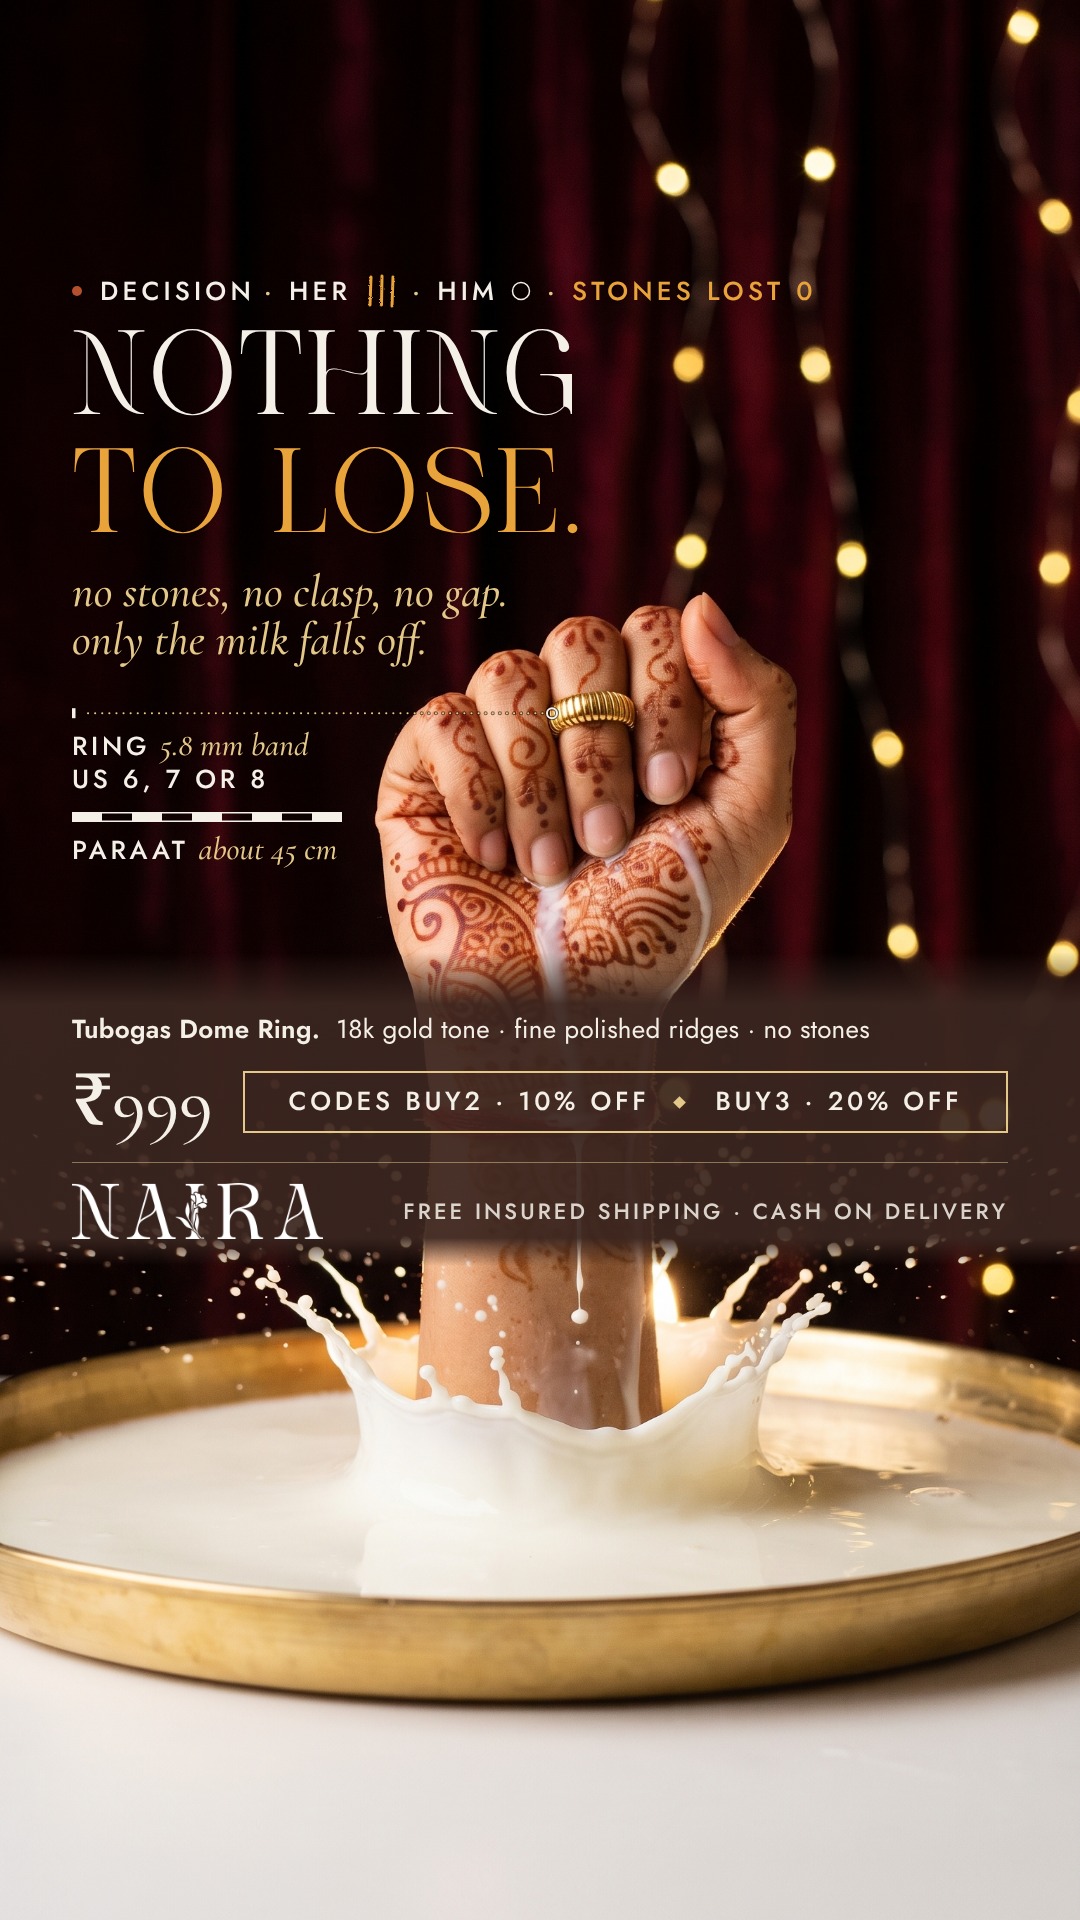 • DECISION · HER ||| · HIM ○ · STONES LOST 0
NOTHING
TO LOSE.
no stones, no clasp, no gap.
only the milk falls off.
RING 5.8 mm band
US 6, 7 OR 8
PARAAT about 45 cm
Tubogas Dome Ring. 18k gold tone · fine polished ridges · no stones
₹999
CODES BUY2 · 10% OFF ◆ BUY3 · 20% OFF
NAIRA
FREE INSURED SHIPPING · CASH ON DELIVERY